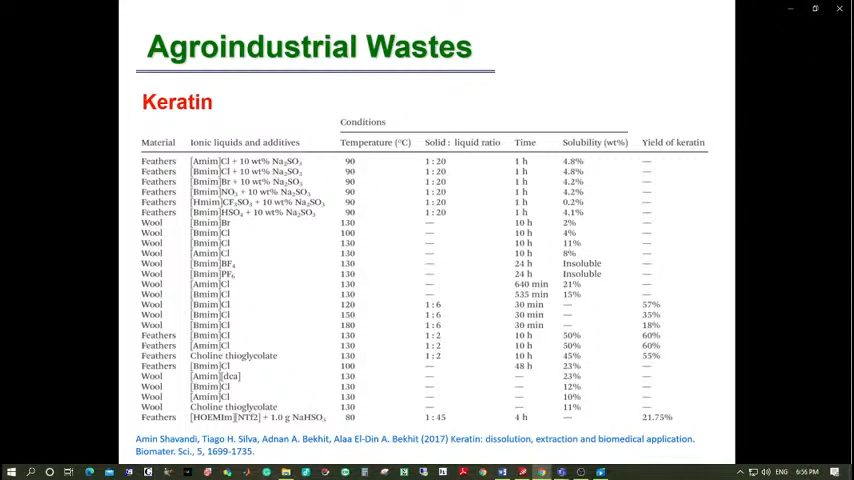 Agroindustrial Wastes
Keratin
Conditions
Material Ionic liquids and additives Temperature (°C) Solid : liquid ratio Time Solubility (wt%) Yield of keratin
Feathers [Amim]Cl + 10 wt% Na₂SO₃ 90 1 : 20 1 h 4.8% —
Feathers [Bmim]Cl + 10 wt% Na₂SO₃ 90 1 : 20 1 h 4.8% —
Feathers [Bmim]Br + 10 wt% Na₂SO₃ 90 1 : 20 1 h 4.2% —
Feathers [Bmim]NO₃ + 10 wt% Na₂SO₃ 90 1 : 20 1 h 4.2% —
Feathers [Hmim]CF₃SO₃ + 10 wt% Na₂SO₃ 90 1 : 20 1 h 0.2% —
Feathers [Bmim]HSO₄ + 10 wt% Na₂SO₃ 90 1 : 20 1 h 4.1% —
Wool [Bmim]Br 130 — 10 h 2% —
Wool [Bmim]Cl 100 — 10 h 4% —
Wool [Bmim]Cl 130 — 10 h 11% —
Wool [Amim]Cl 130 — 10 h 8% —
Wool [Bmim]BF₄ 130 — 24 h Insoluble —
Wool [Bmim]PF₆ 130 — 24 h Insoluble —
Wool [Amim]Cl 130 — 640 min 21% —
Wool [Bmim]Cl 130 — 535 min 15% —
Wool [Bmim]Cl 120 1 : 6 30 min — 57%
Wool [Bmim]Cl 150 1 : 6 30 min — 35%
Wool [Bmim]Cl 180 1 : 6 30 min — 18%
Feathers [Bmim]Cl 130 1 : 2 10 h 50% 60%
Feathers [Amim]Cl 130 1 : 2 10 h 50% 60%
Feathers Choline thioglycolate 130 1 : 2 10 h 45% 55%
Feathers [Bmim]Cl 100 — 48 h 23% —
Wool [Amim][dca] 130 — — 23% —
Wool [Bmim]Cl 130 — — 12% —
Wool [Amim]Cl 130 — — 10% —
Wool Choline thioglycolate 130 — — 11% —
Feathers [HOEMIm][NTf2] + 1.0 g NaHSO₃ 80 1 : 45 4 h — 21.75%
Amin Shavandi, Tiago H. Silva, Adnan A. Bekhit, Alaa El-Din A. Bekhit (2017) Keratin: dissolution, extraction and biomedical application.
Biomater. Sci., 5, 1699-1735.
ENG 6:56 PM